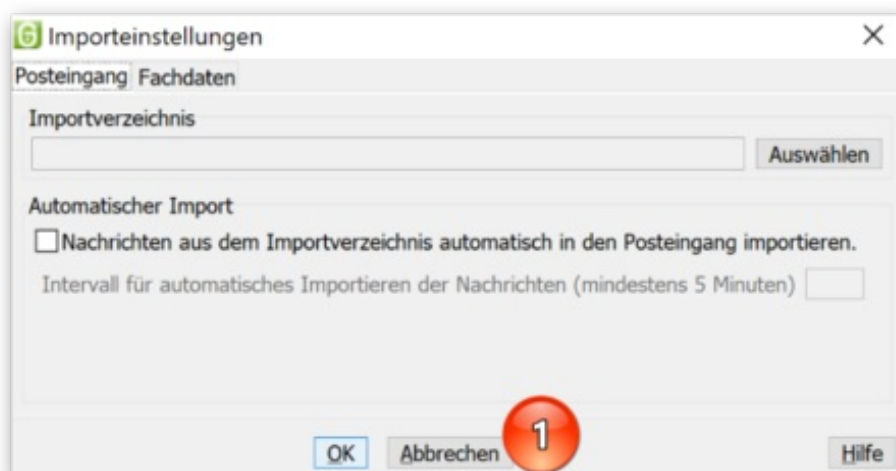 G Importeinstellungen
Posteingang Fachdaten
Importverzeichnis
Auswählen
Automatischer Import
Nachrichten aus dem Importverzeichnis automatisch in den Posteingang importieren.
Intervall für automatisches Importieren der Nachrichten (mindestens 5 Minuten)
OK Abbrechen 1 Hilfe